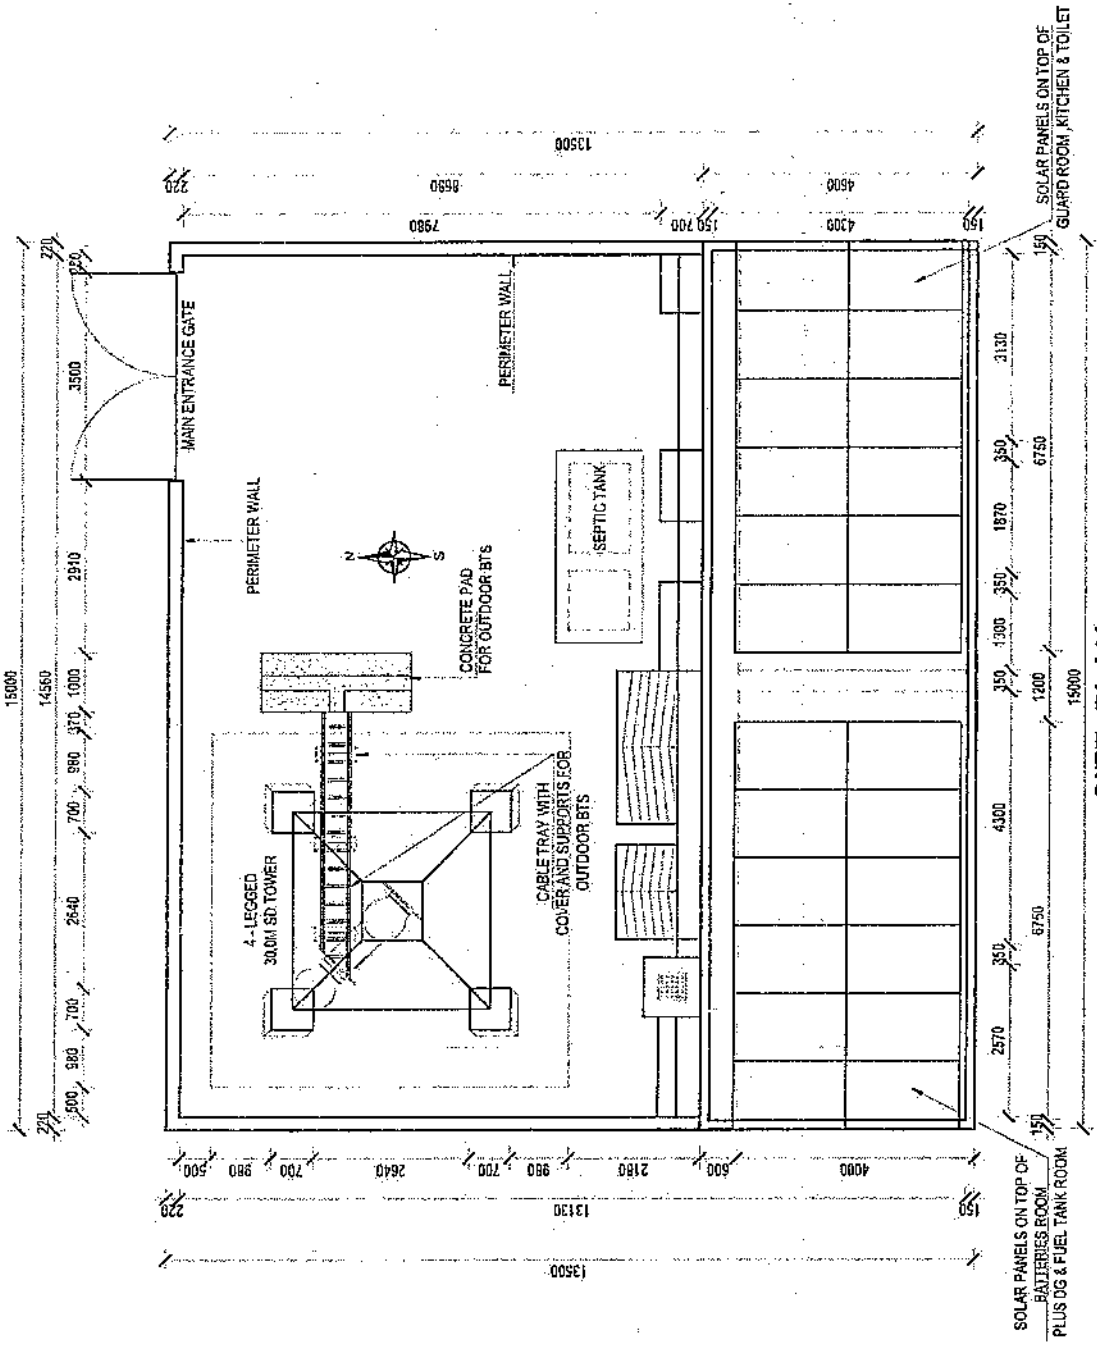 15000
220 14560 220
500 980 700 2640 700 980 370 1000 2910 3500 220
MAIN ENTRANCE GATE
PERIMETER WALL
PERIMETER WALL
4 - LEGGED
30.0M SD TOWER
N
S
CONCRETE PAD
FOR OUTDOOR BTS
CABLE TRAY WITH
COVER AND SUPPORTS FOR
OUTDOOR BTS
SEPTIC TANK
220
500
980
700
2640
700
980
2180
600
4000
220
13130
150
13500
220
7980
700
150
4300
150
8680
4600
13500
2570 350 4300 350 1300 350 1870 350 3130
150 6750 1200 6750 150
15000
SOLAR PANELS ON TOP OF
BATTERIES ROOM
PLUS DG & FUEL TANK ROOM
SOLAR PANELS ON TOP OF
GUARD ROOM, KITCHEN & TOILET